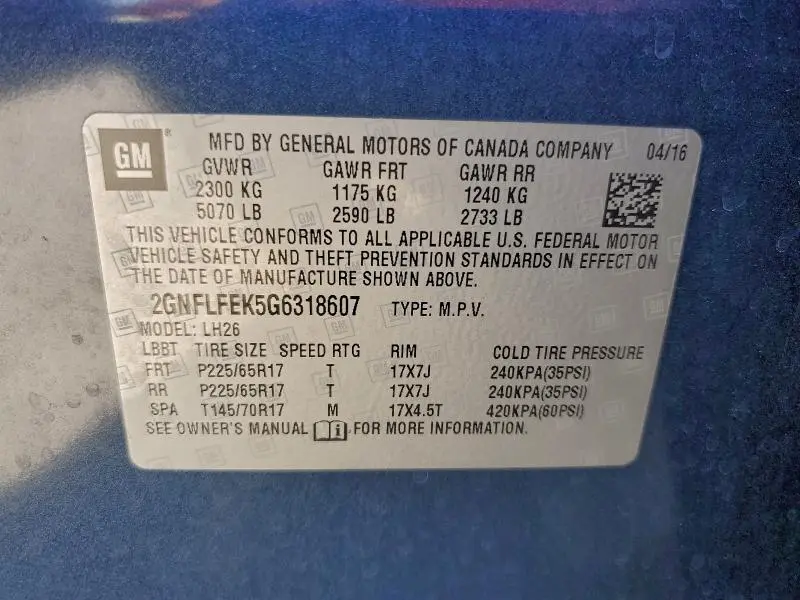 GM ® MFD BY GENERAL MOTORS OF CANADA COMPANY 04/16
GVWR GAWR FRT GAWR RR
2300 KG 1175 KG 1240 KG
5070 LB 2590 LB 2733 LB
THIS VEHICLE CONFORMS TO ALL APPLICABLE U.S. FEDERAL MOTOR
VEHICLE SAFETY AND THEFT PREVENTION STANDARDS IN EFFECT ON
THE DATE OF MANUFACTURE SHOWN ABOVE.
2GNFLFEK5G6318607 TYPE: M.P.V.
MODEL: LH26
LBBT TIRE SIZE SPEED RTG RIM COLD TIRE PRESSURE
FRT P225/65R17 T 17X7J 240KPA(35PSI)
RR P225/65R17 T 17X7J 240KPA(35PSI)
SPA T145/70R17 M 17X4.5T 420KPA(60PSI)
SEE OWNER'S MANUAL i FOR MORE INFORMATION.